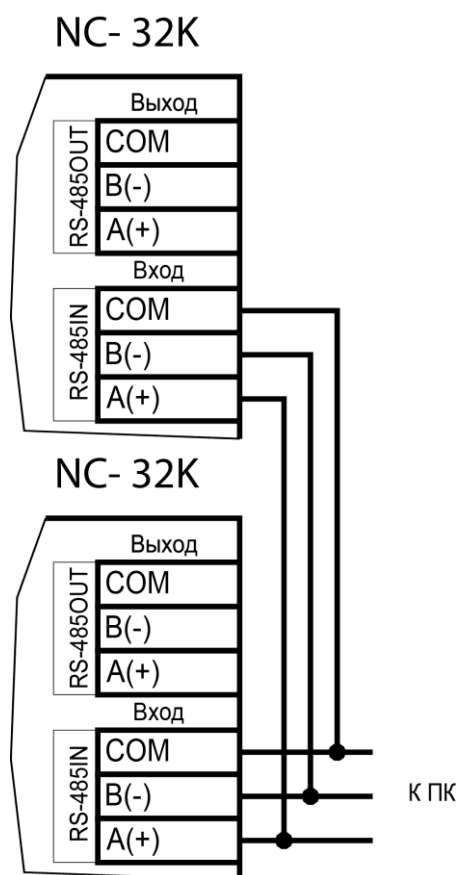 NC- 32K
Выход
RS-485OUT
COM
B(-)
A(+)
Вход
RS-485IN
COM
B(-)
A(+)
NC- 32K
Выход
RS-485OUT
COM
B(-)
A(+)
Вход
RS-485IN
COM
B(-)
A(+)
К ПК